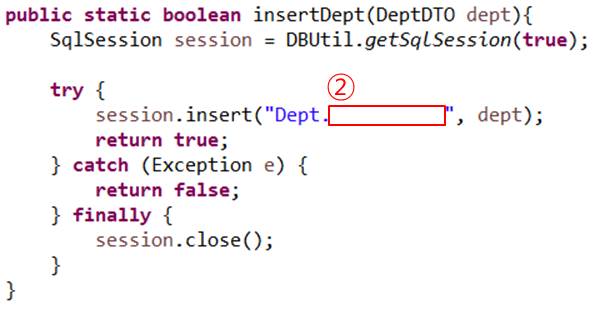 public static boolean insertDept(DeptDTO dept){
SqlSession session = DBUtil.getSqlSession(true);
try {
②
session.insert("Dept. ", dept);
return true;
} catch (Exception e) {
return false;
} finally {
session.close();
}
}